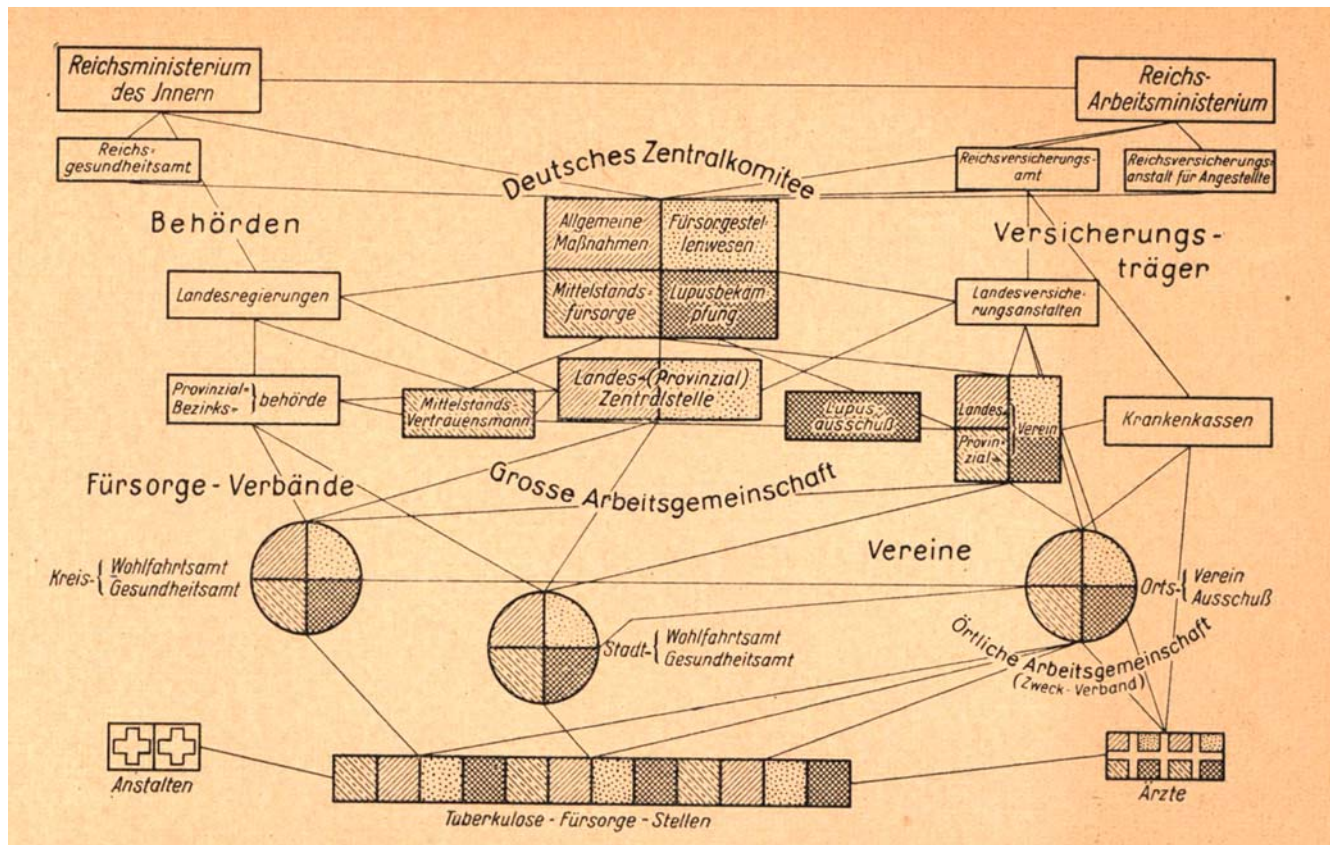 Reichsministerium
des Jnnern
Reichs-
Arbeitsministerium
Reichs-
gesundheitsamt
Deutsches Zentralkomitee
Reichsversicherungs-
amt
Reichsversicherungs-
anstalt für Angestellte
Behörden
Allgemeine
Maßnahmen
Fürsorgestel-
lenwesen
Versicherungs-
träger
Landesregierungen
Mittelstands-
fürsorge
Lupusbekäm-
pfung
Landesversiche-
rungsanstalten
Provinzial-
Bezirks-
behörde
Mittelstands
Vertrauensmann
Landes-(Provinzial)
Zentralstelle
Lupus-
ausschuß
Landes-
Provin-
zial-
Verein
Krankenkassen
Fürsorge-Verbände
Grosse Arbeitsgemeinschaft
Vereine
Kreis-
Wohlfahrtsamt
Gesundheitsamt
Stadt-
Wohlfahrtsamt
Gesundheitsamt
Orts-
Verein
Ausschuß
Örtliche Arbeitsgemeinschaft
(Zweck-Verband)
Anstalten
Tuberkulose-Fürsorge-Stellen
Ärzte